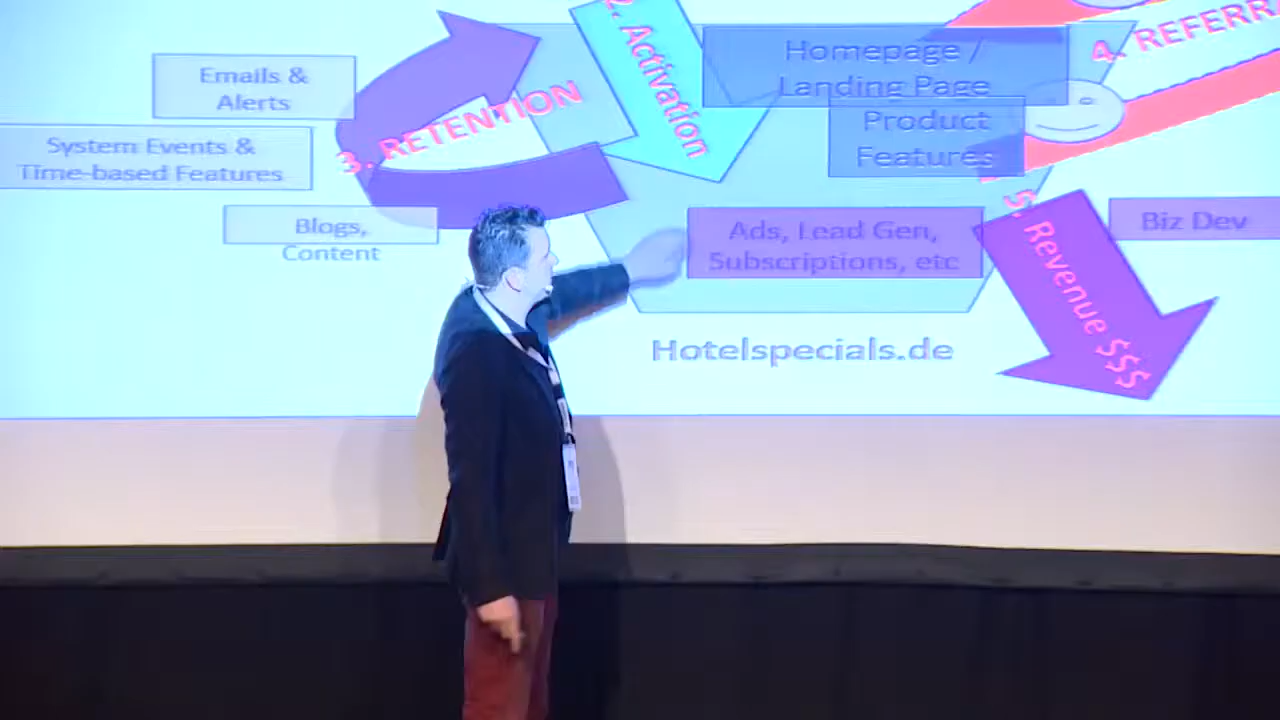 Emails &
Alerts
System Events &
Time-based Features
Blogs,
Content
3. RETENTION
2. Activation
Homepage /
Landing Page
Product
Features
4. REFERR
Ads, Lead Gen,
Subscriptions, etc
Biz Dev
5. Revenue $$$
Hotelspecials.de